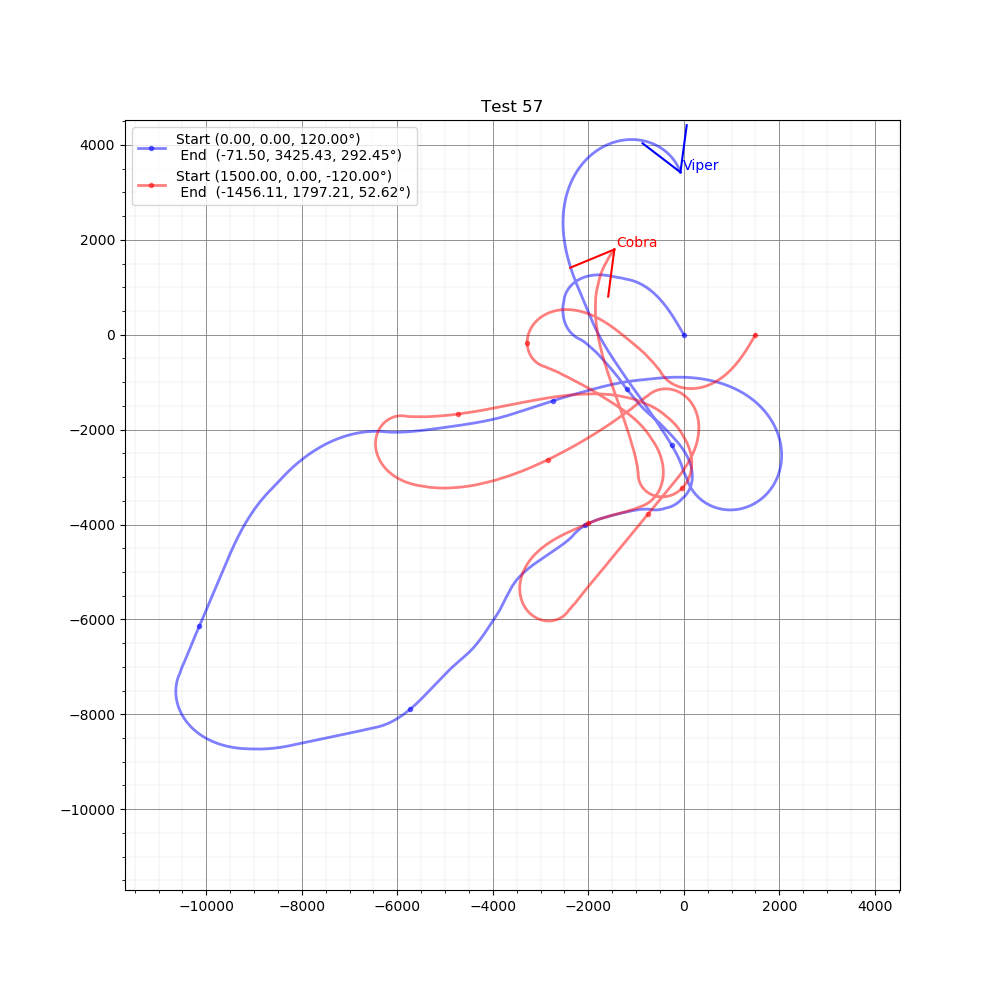 Test 57
Start (0.00, 0.00, 120.00°)
End  (-71.50, 3425.43, 292.45°)
Start (1500.00, 0.00, -120.00°)
End  (-1456.11, 1797.21, 52.62°)
Viper
Cobra
4000
2000
0
−2000
−4000
−6000
−8000
−10000
−10000
−8000
−6000
−4000
−2000
0
2000
4000